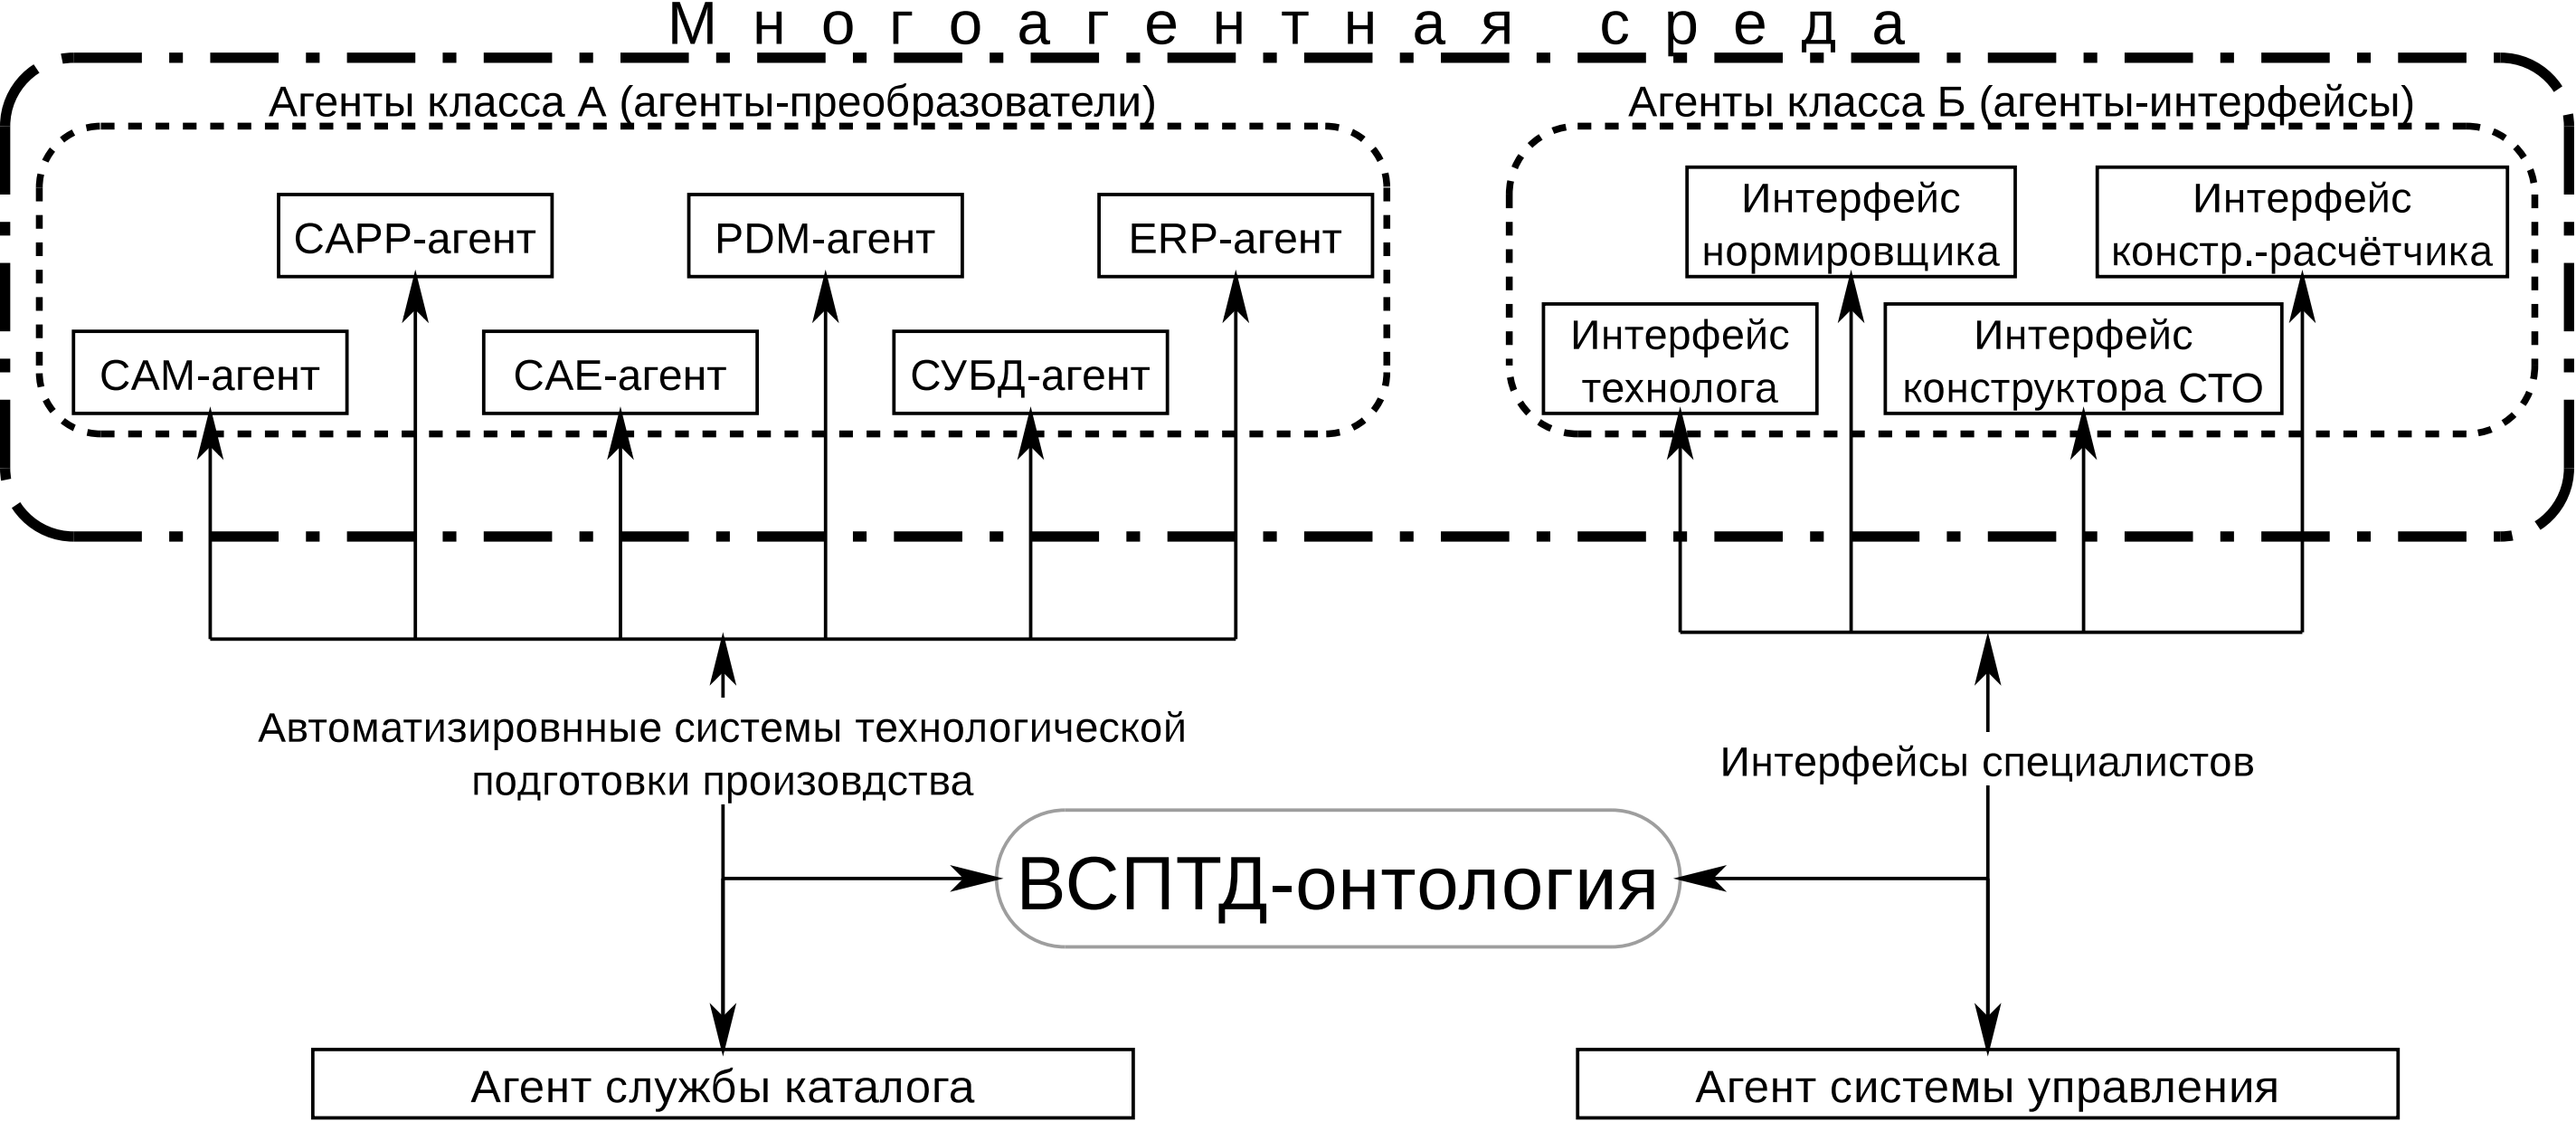 Многоагентная среда
Агенты класса А (агенты-преобразователи)
Агенты класса Б (агенты-интерфейсы)
CAPP-агент
PDM-агент
ERP-агент
CAM-агент
CAE-агент
СУБД-агент
Интерфейс
нормировщика
Интерфейс
констр.-расчётчика
Интерфейс
технолога
Интерфейс
конструктора СТО
Автоматизировнные системы технологической
подготовки произовдства
Интерфейсы специалистов
ВСПТД-онтология
Агент службы каталога
Агент системы управления